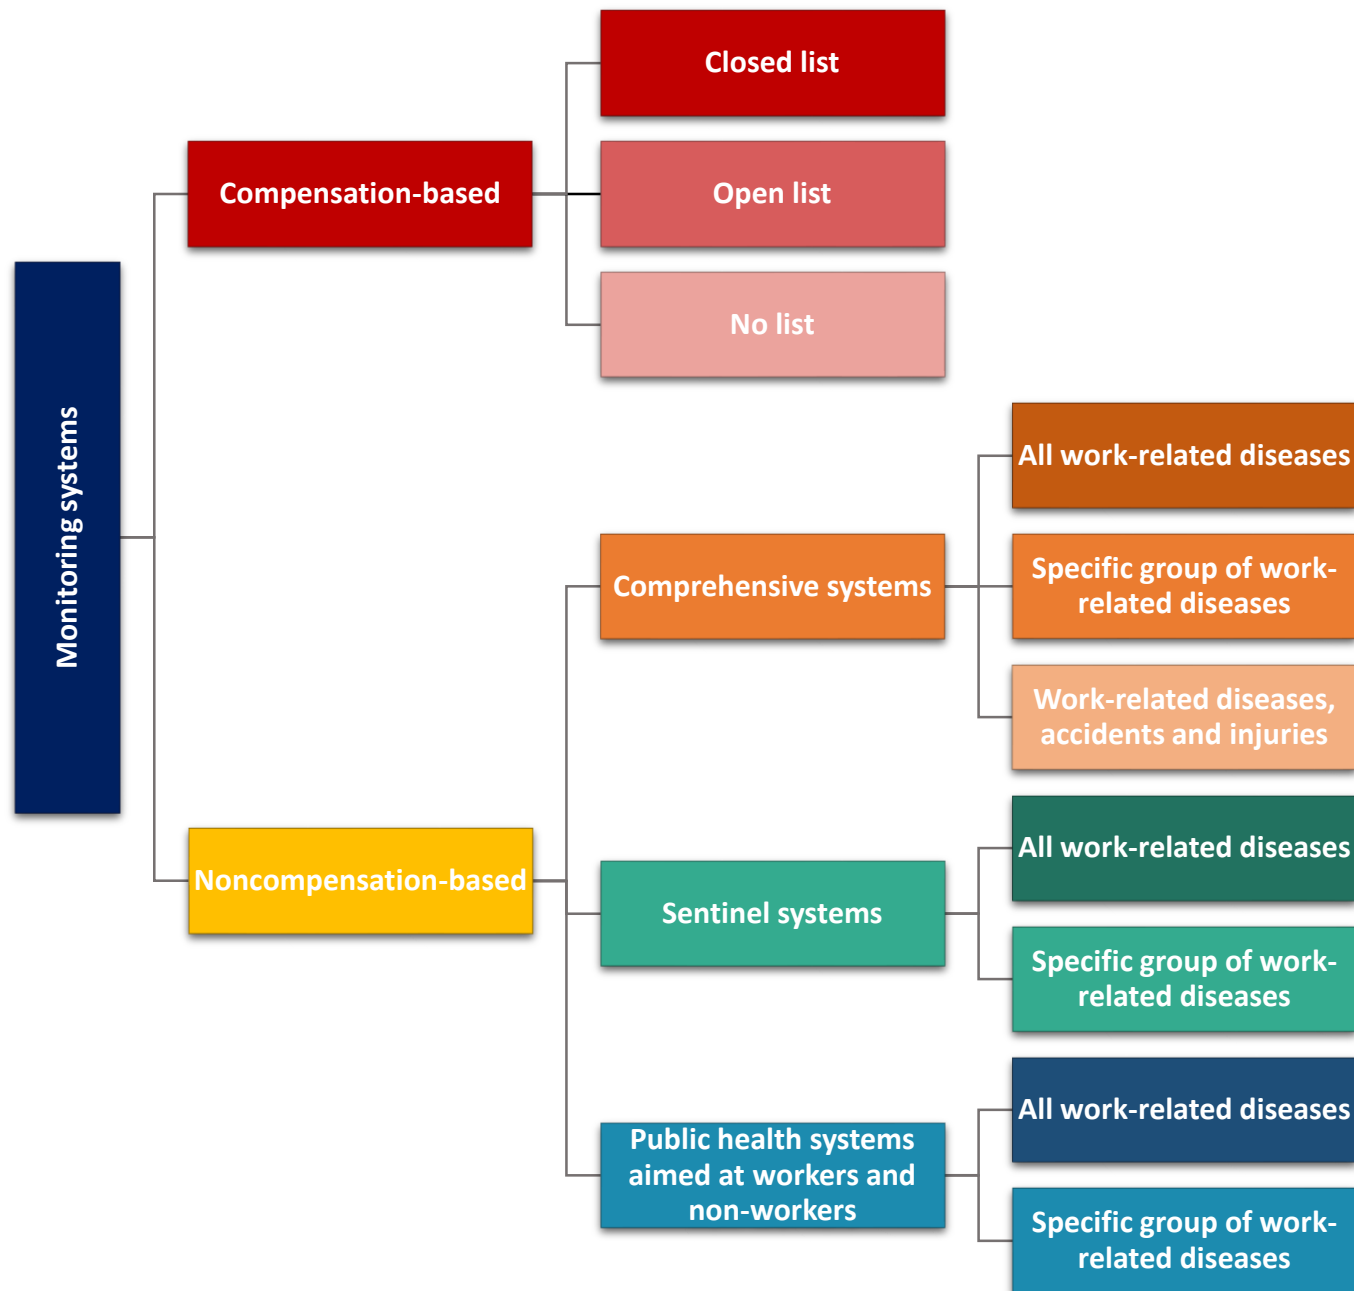 Monitoring systems
Compensation-based
Closed list
Open list
No list
Noncompensation-based
Comprehensive systems
All work-related diseases
Specific group of work-
related diseases
Work-related diseases,
accidents and injuries
Sentinel systems
All work-related diseases
Specific group of work-
related diseases
Public health systems
aimed at workers and
non-workers
All work-related diseases
Specific group of work-
related diseases